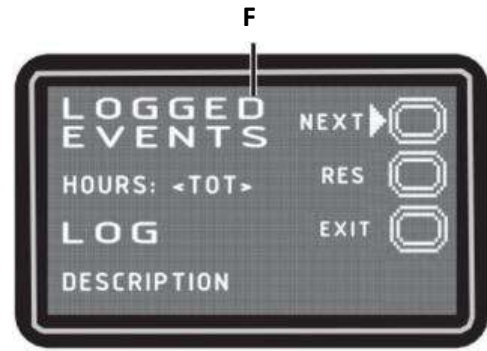 F
LOGGED
EVENTS
NEXT
HOURS: <TOT>
RES
LOG
EXIT
DESCRIPTION